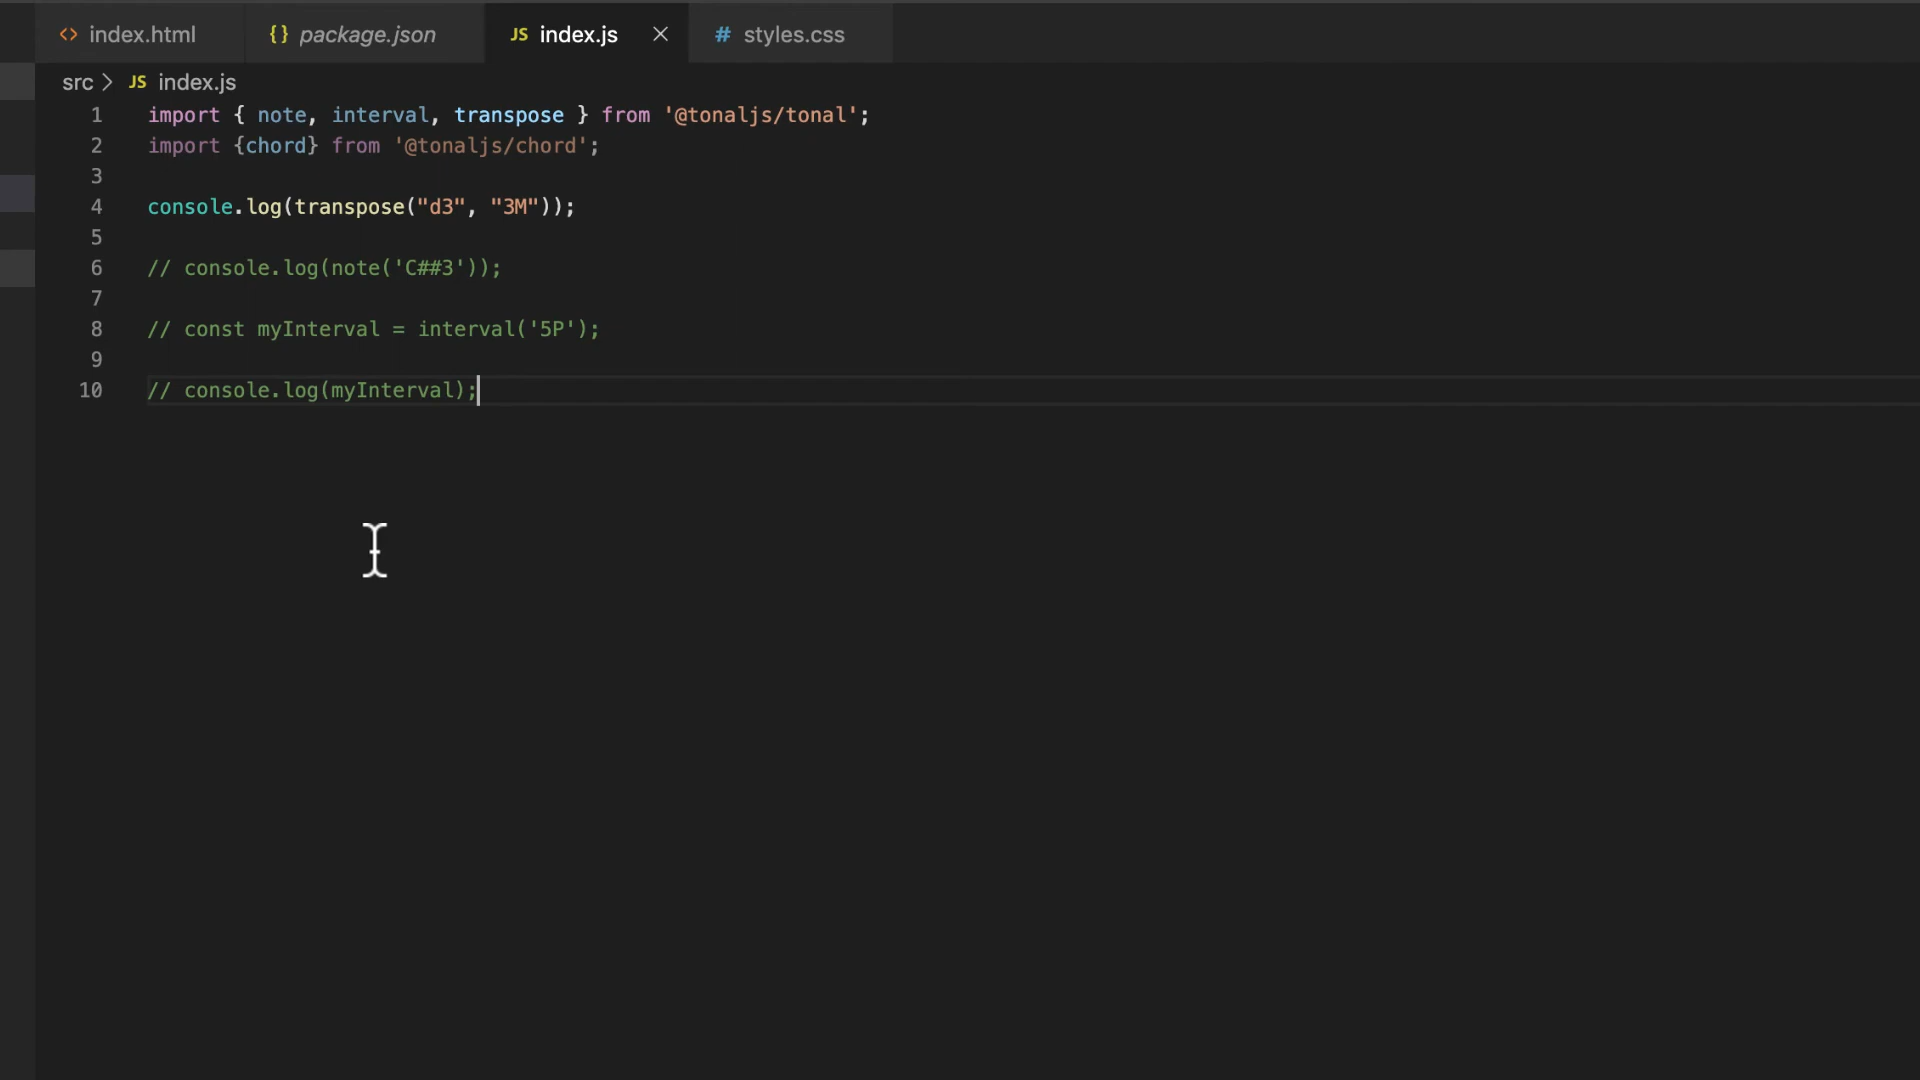 <> index.html {} package.json JS index.js × # styles.css
src > JS index.js
1 import { note, interval, transpose } from '@tonaljs/tonal';
2 import {chord} from '@tonaljs/chord';
3
4 console.log(transpose("d3", "3M"));
5
6 // console.log(note('C##3'));
7
8 // const myInterval = interval('5P');
9
10 // console.log(myInterval);